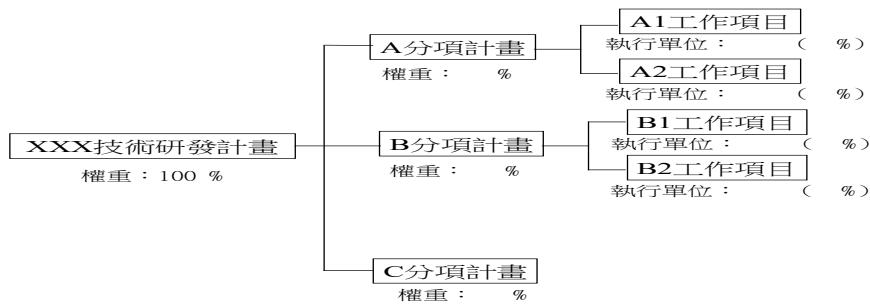 XXX技術研發計畫
權重：100 %
A分項計畫
權重：　　%
A1工作項目
執行單位：　　　　（　　%）
A2工作項目
執行單位：　　　　（　　%）
B分項計畫
權重：　　%
B1工作項目
執行單位：　　　　（　　%）
B2工作項目
執行單位：　　　　（　　%）
C分項計畫
權重：　　%